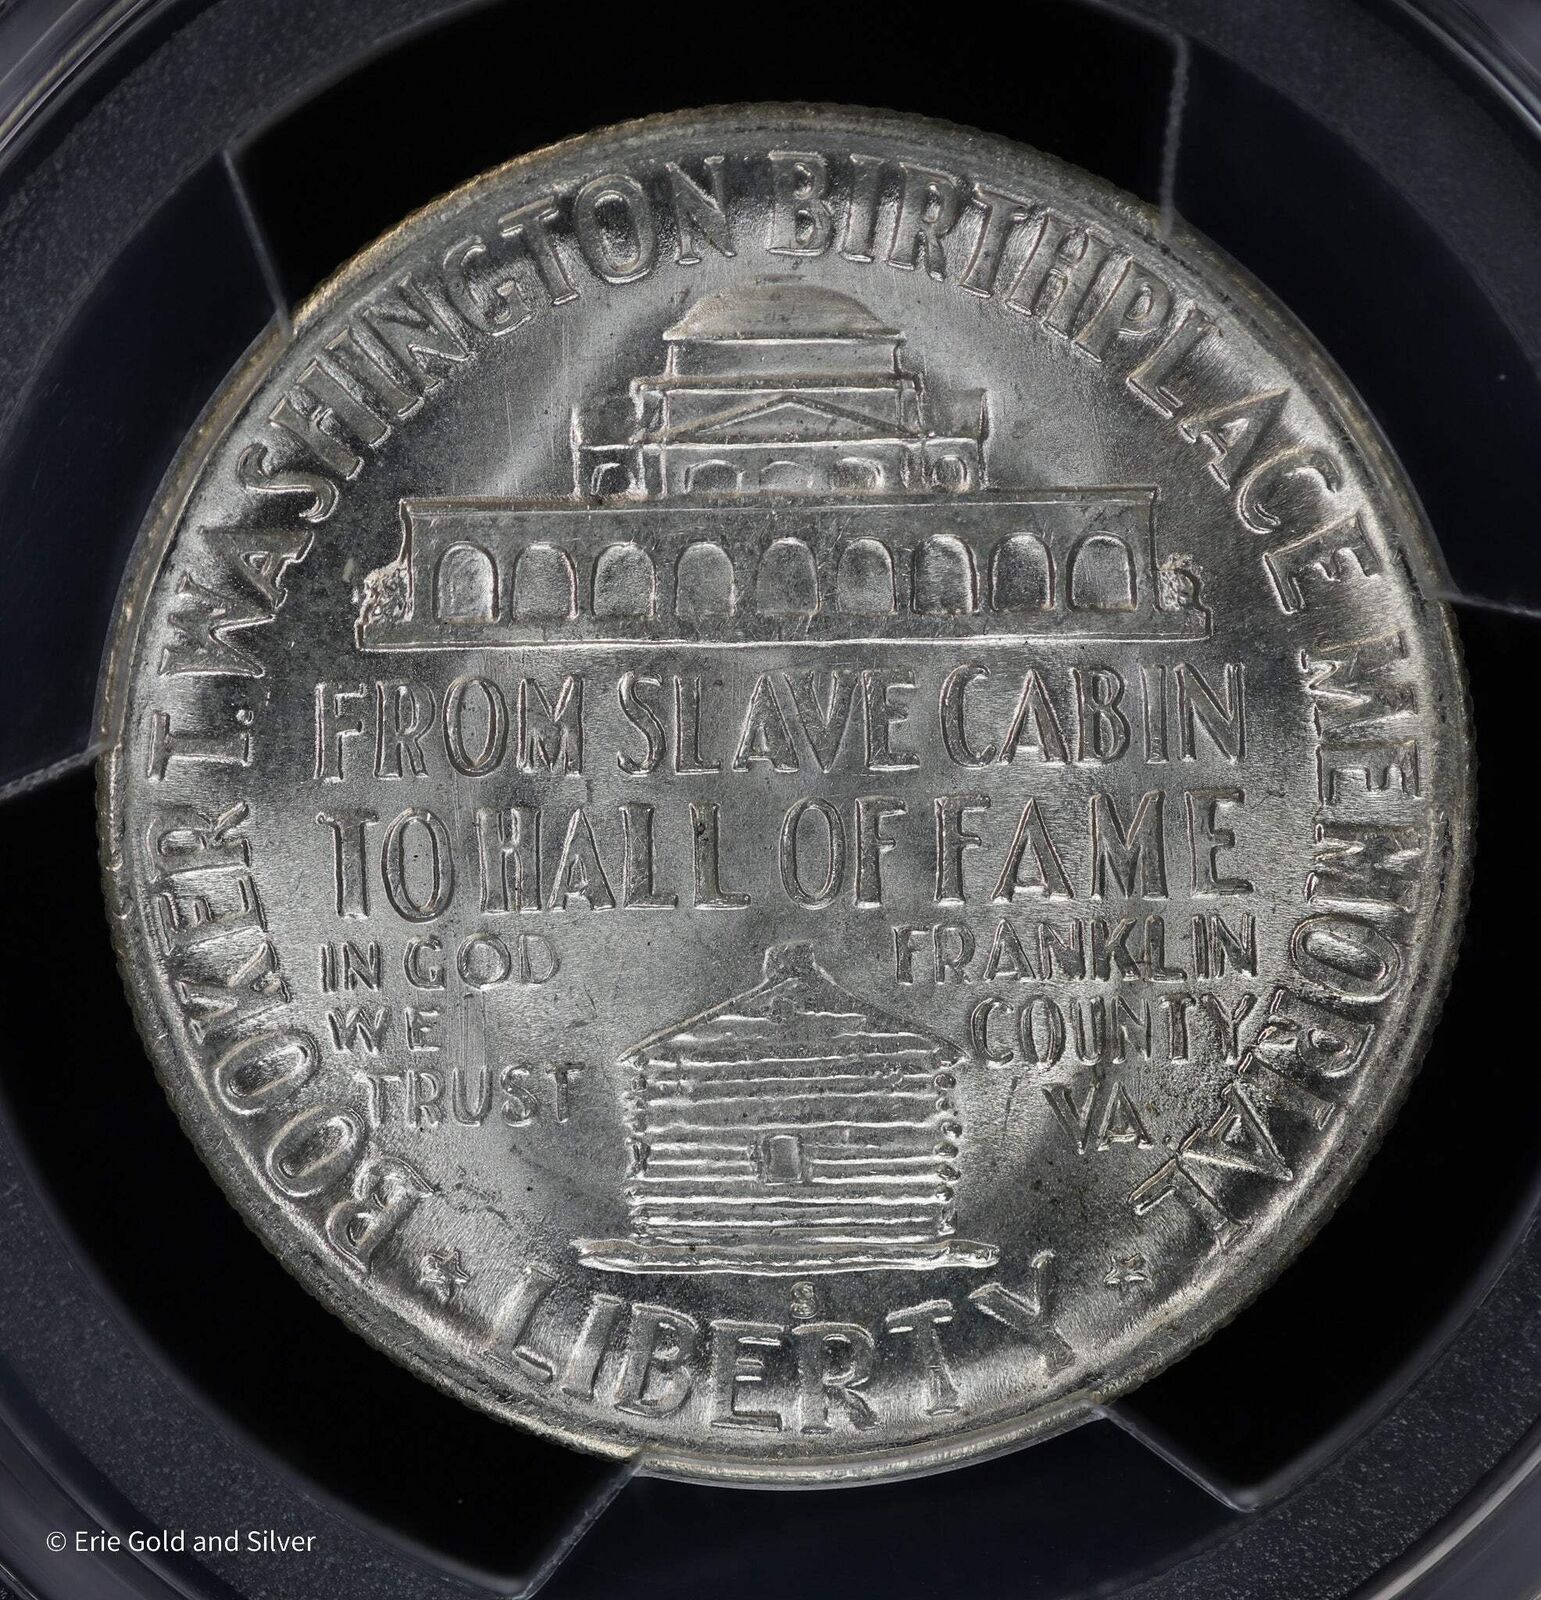 BOOKER T. WASHINGTON BIRTHPLACE MEMORIAL
FROM SLAVE CABIN
TO HALL OF FAME
IN GOD
WE
TRUST
FRANKLIN
COUNTY
VA.
S
★ LIBERTY ★
© Erie Gold and Silver